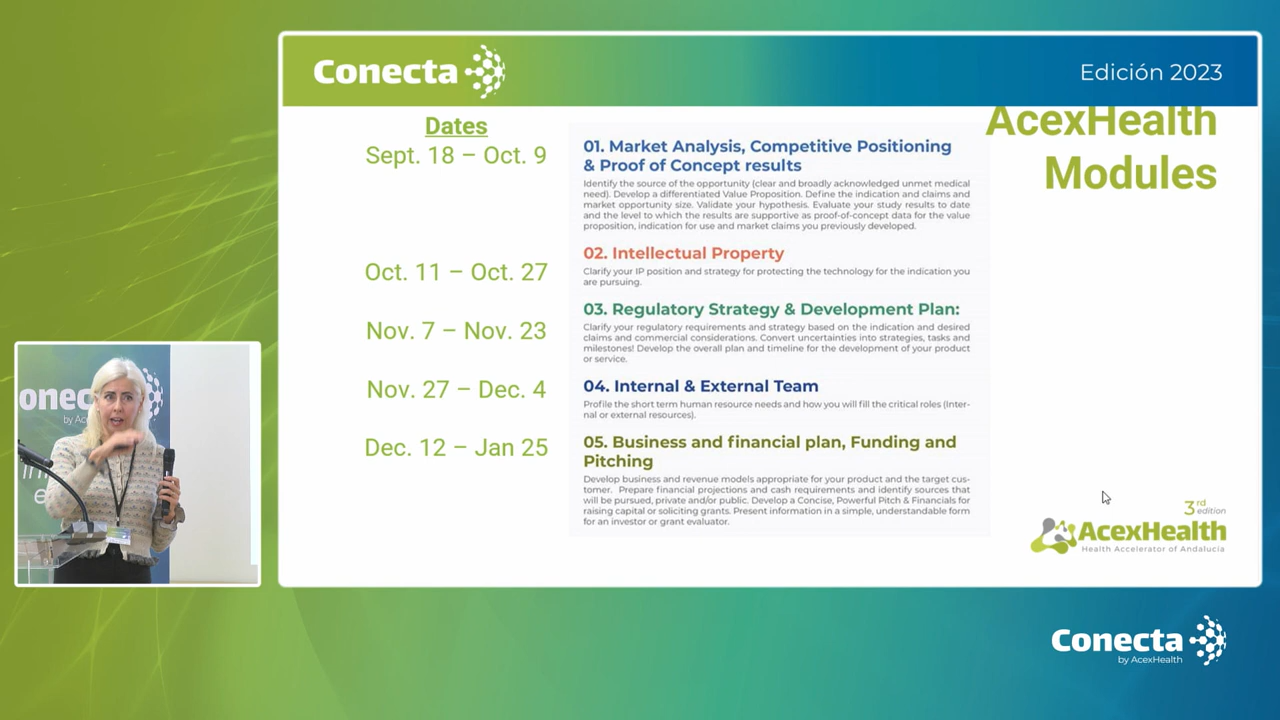 Conecta
Edición 2023
AcexHealth
Modules
Dates
Sept. 18 – Oct. 9
Oct. 11 – Oct. 27
Nov. 7 – Nov. 23
Nov. 27 – Dec. 4
Dec. 12 – Jan 25
01. Market Analysis, Competitive Positioning
& Proof of Concept results
Identify the source of the opportunity (clear and broadly acknowledged unmet medical
need). Develop a differentiated Value Proposition. Define the indication and claims and
market opportunity size. Validate your hypothesis. Evaluate your study results to date
and the level to which the results are supportive as proof-of-concept data for the value
proposition, indication for use and market claims you previously developed.
02. Intellectual Property
Clarify your IP position and strategy for protecting the technology for the indication you
are pursuing.
03. Regulatory Strategy & Development Plan:
Clarify your regulatory requirements and strategy based on the indication and desired
claims and commercial considerations. Convert uncertainties into strategies, tasks and
milestones! Develop the overall plan and timeline for the development of your product
or service.
04. Internal & External Team
Profile the short term human resource needs and how you will fill the critical roles (Inter-
nal or external resources).
05. Business and financial plan, Funding and
Pitching
Develop business and revenue models appropriate for your product and the target cus-
tomer. Prepare financial projections and cash requirements and identify sources that
will be pursued, private and/or public. Develop a Concise, Powerful Pitch & Financials for
raising capital or soliciting grants. Present information in a simple, understandable form
for an investor or grant evaluator.
3rd edition
AcexHealth
Health Accelerator of Andalucia
onecta
by Ace
Conecta
by AcexHealth